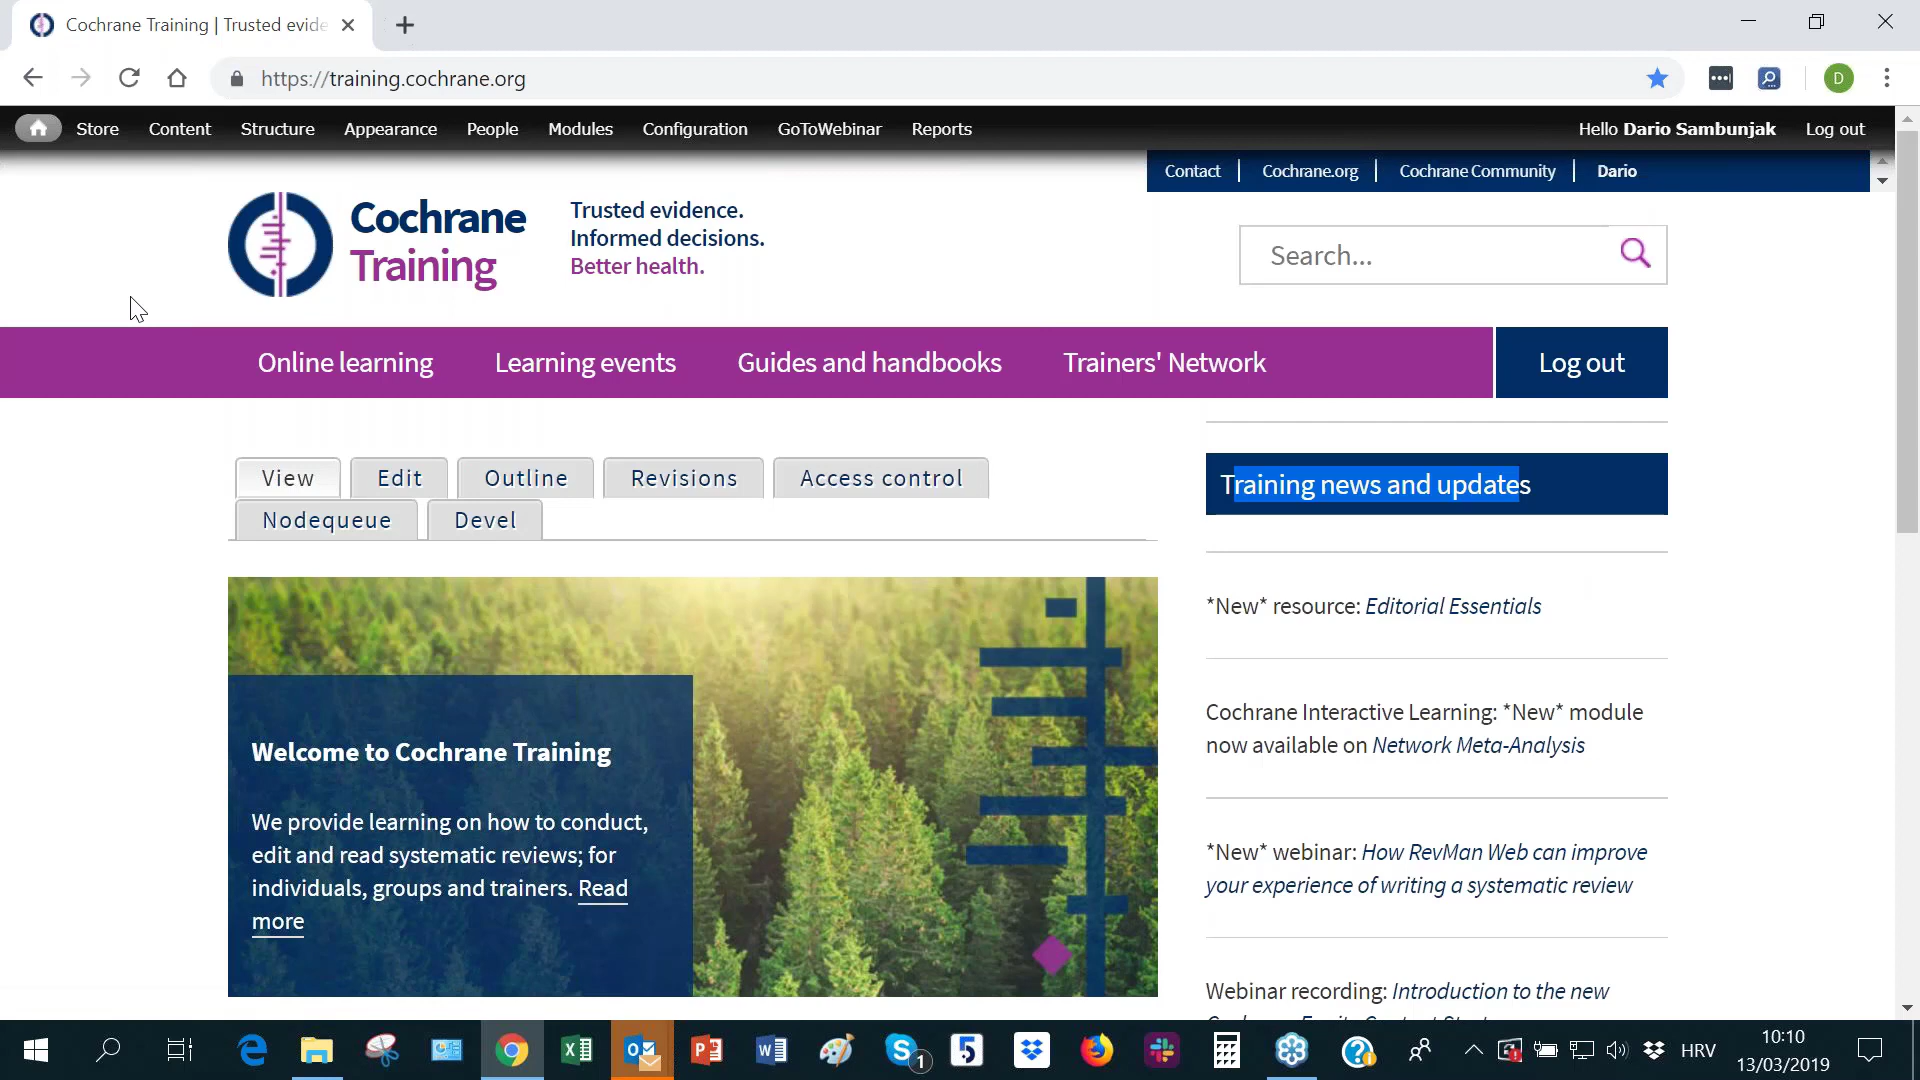 Cochrane Training | Trusted evide
https://training.cochrane.org
D
Store Content Structure Appearance People Modules Configuration GoToWebinar Reports Hello Dario Sambunjak Log out
Contact Cochrane.org Cochrane Community Dario
Cochrane
Training
Trusted evidence.
Informed decisions.
Better health.
Search...
Online learning Learning events Guides and handbooks Trainers' Network Log out
View Edit Outline Revisions Access control
Nodequeue Devel
Training news and updates
*New* resource: Editorial Essentials
Cochrane Interactive Learning: *New* module
now available on Network Meta-Analysis
*New* webinar: How RevMan Web can improve
your experience of writing a systematic review
Webinar recording: Introduction to the new
Welcome to Cochrane Training
We provide learning on how to conduct,
edit and read systematic reviews; for
individuals, groups and trainers. Read
more
1
5
HRV
10:10
13/03/2019